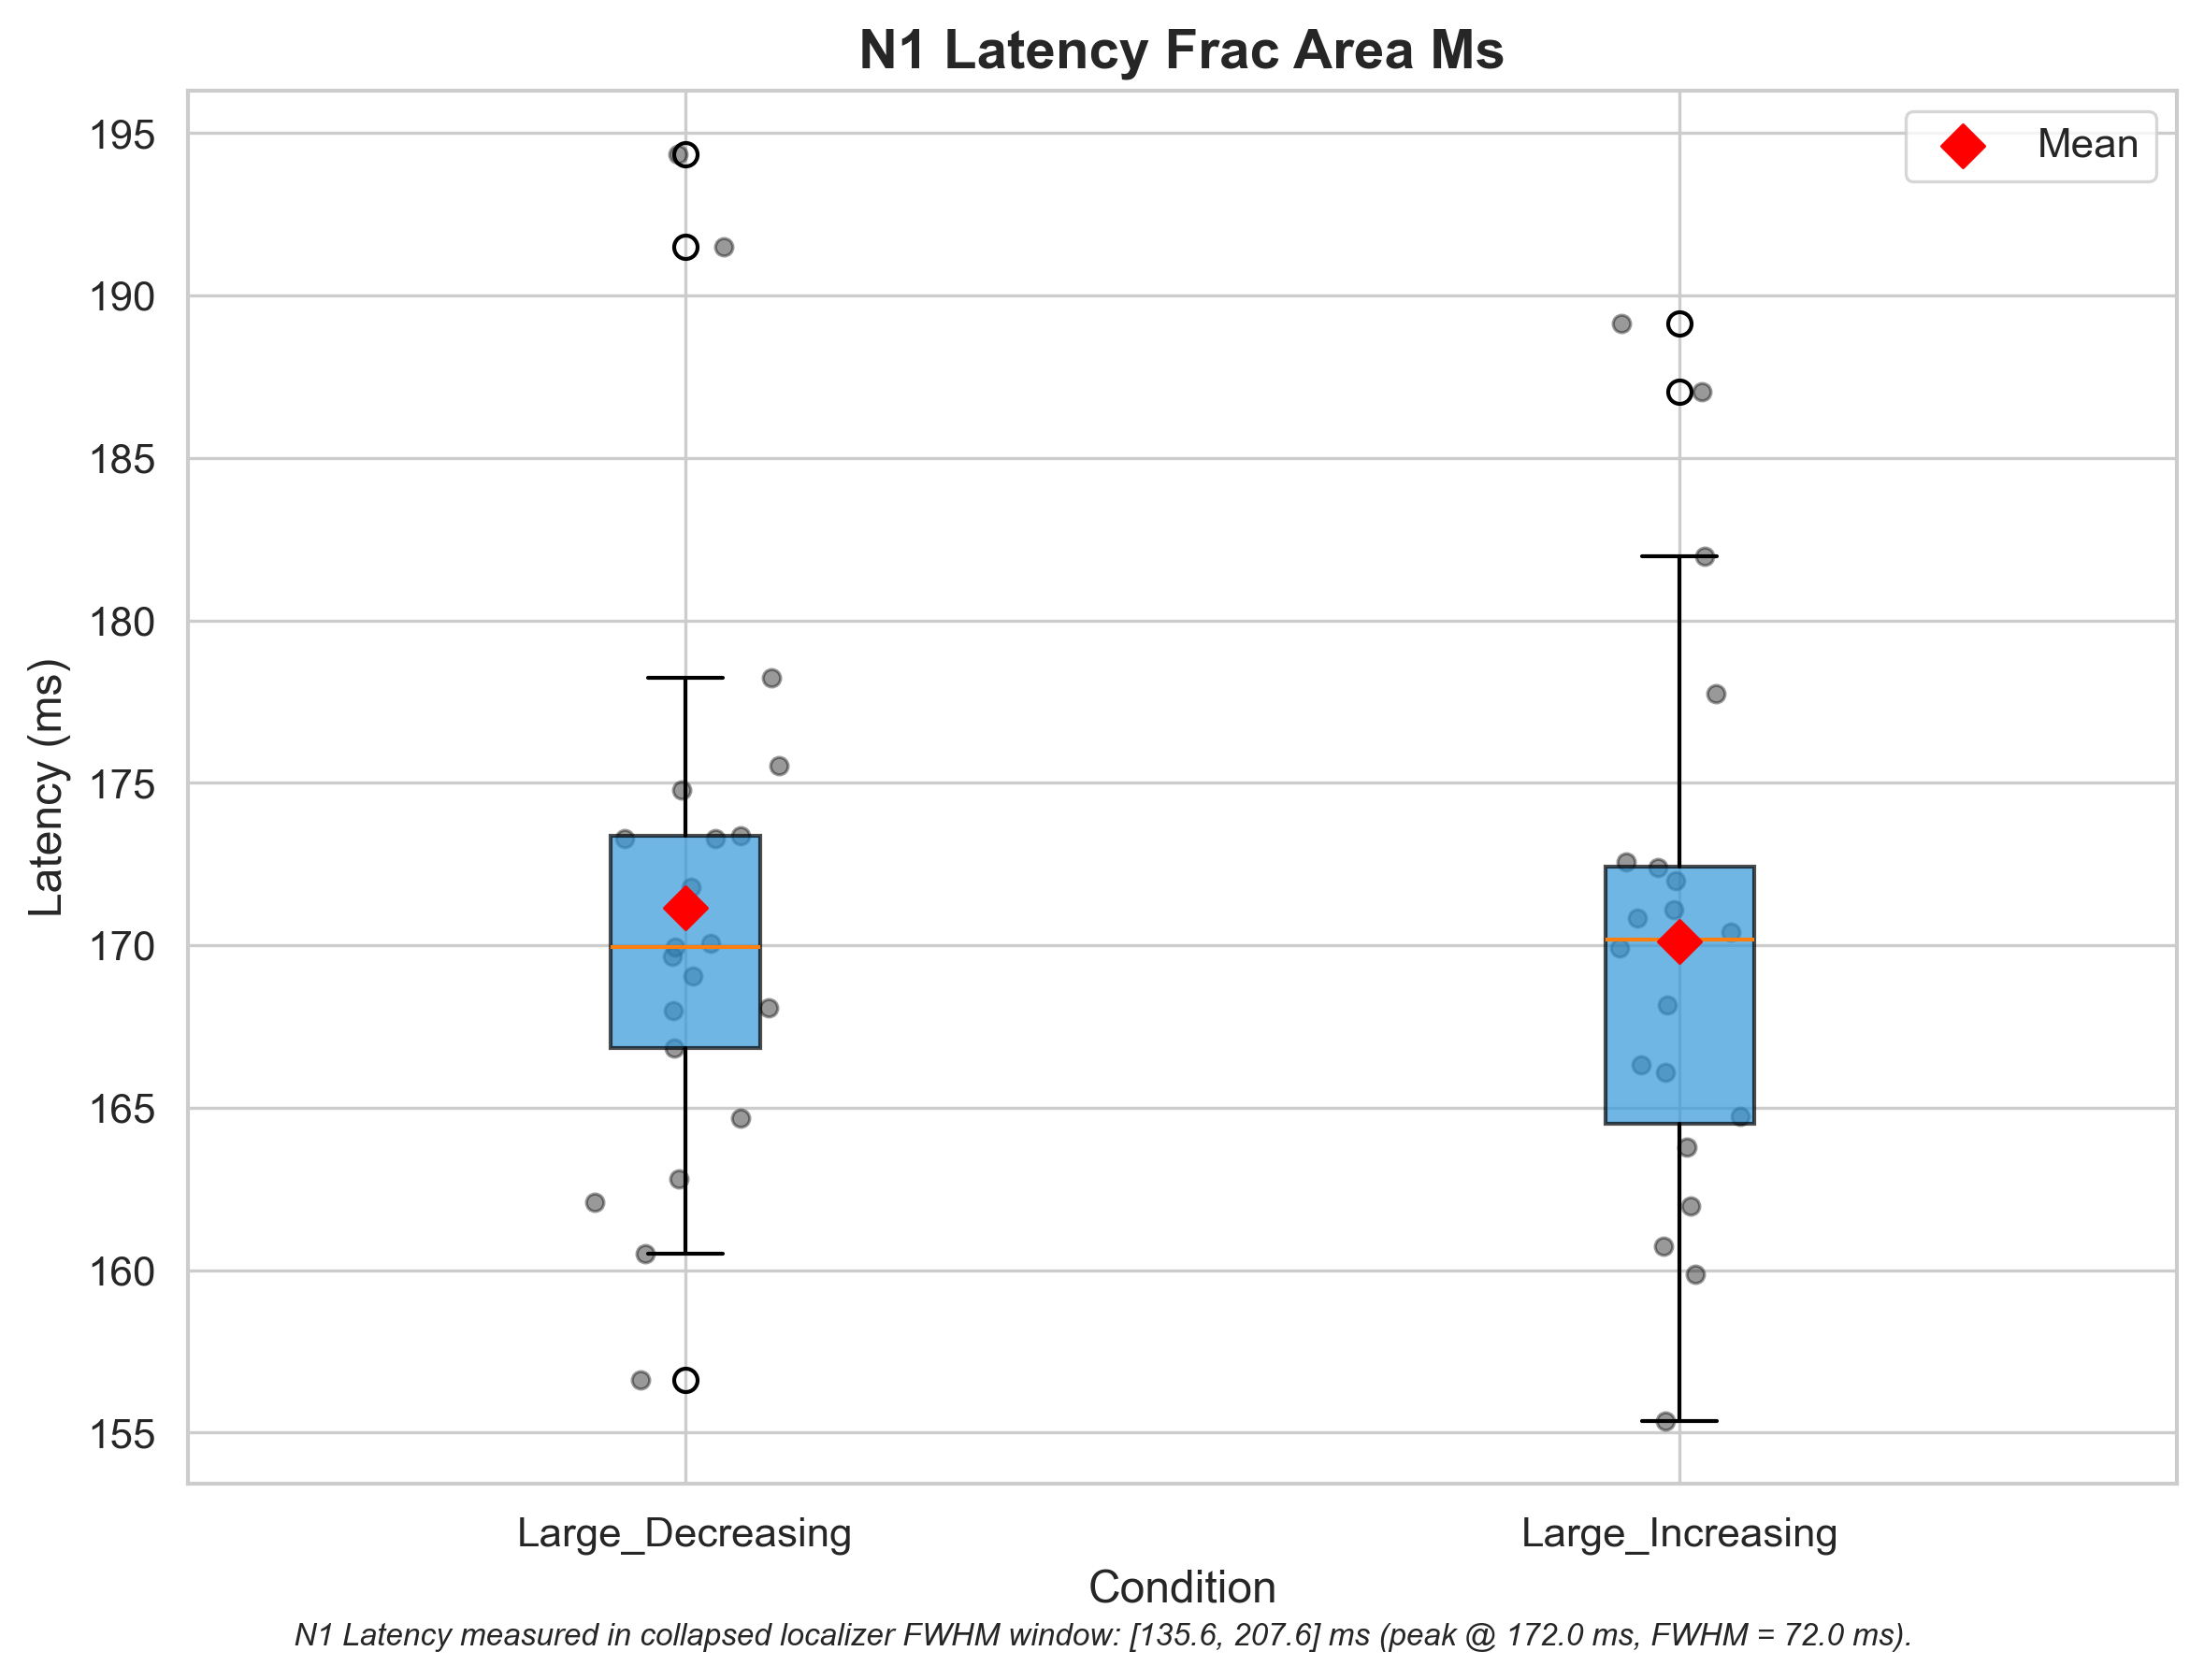 N1 Latency Frac Area Ms
Mean
195
190
185
180
175
170
165
160
155
Latency (ms)
Large_Decreasing
Large_Increasing
Condition
N1 Latency measured in collapsed localizer FWHM window: [135.6, 207.6] ms (peak @ 172.0 ms, FWHM = 72.0 ms).